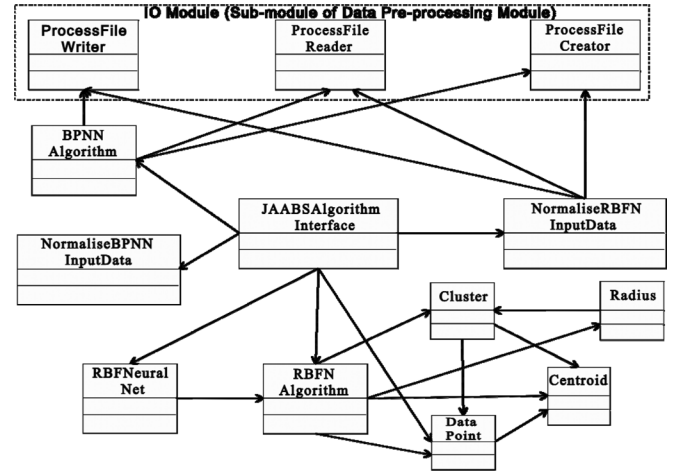 IO Module (Sub-module of Data Pre-processing Module)
ProcessFile
Writer
ProcessFile
Reader
ProcessFile
Creator
BPNN
Algorithm
JAABSAlgorithm
Interface
NormaliseRBFN
InputData
NormaliseBPNN
InputData
Cluster
Radius
RBFNeural
Net
RBFN
Algorithm
Centroid
Data
Point